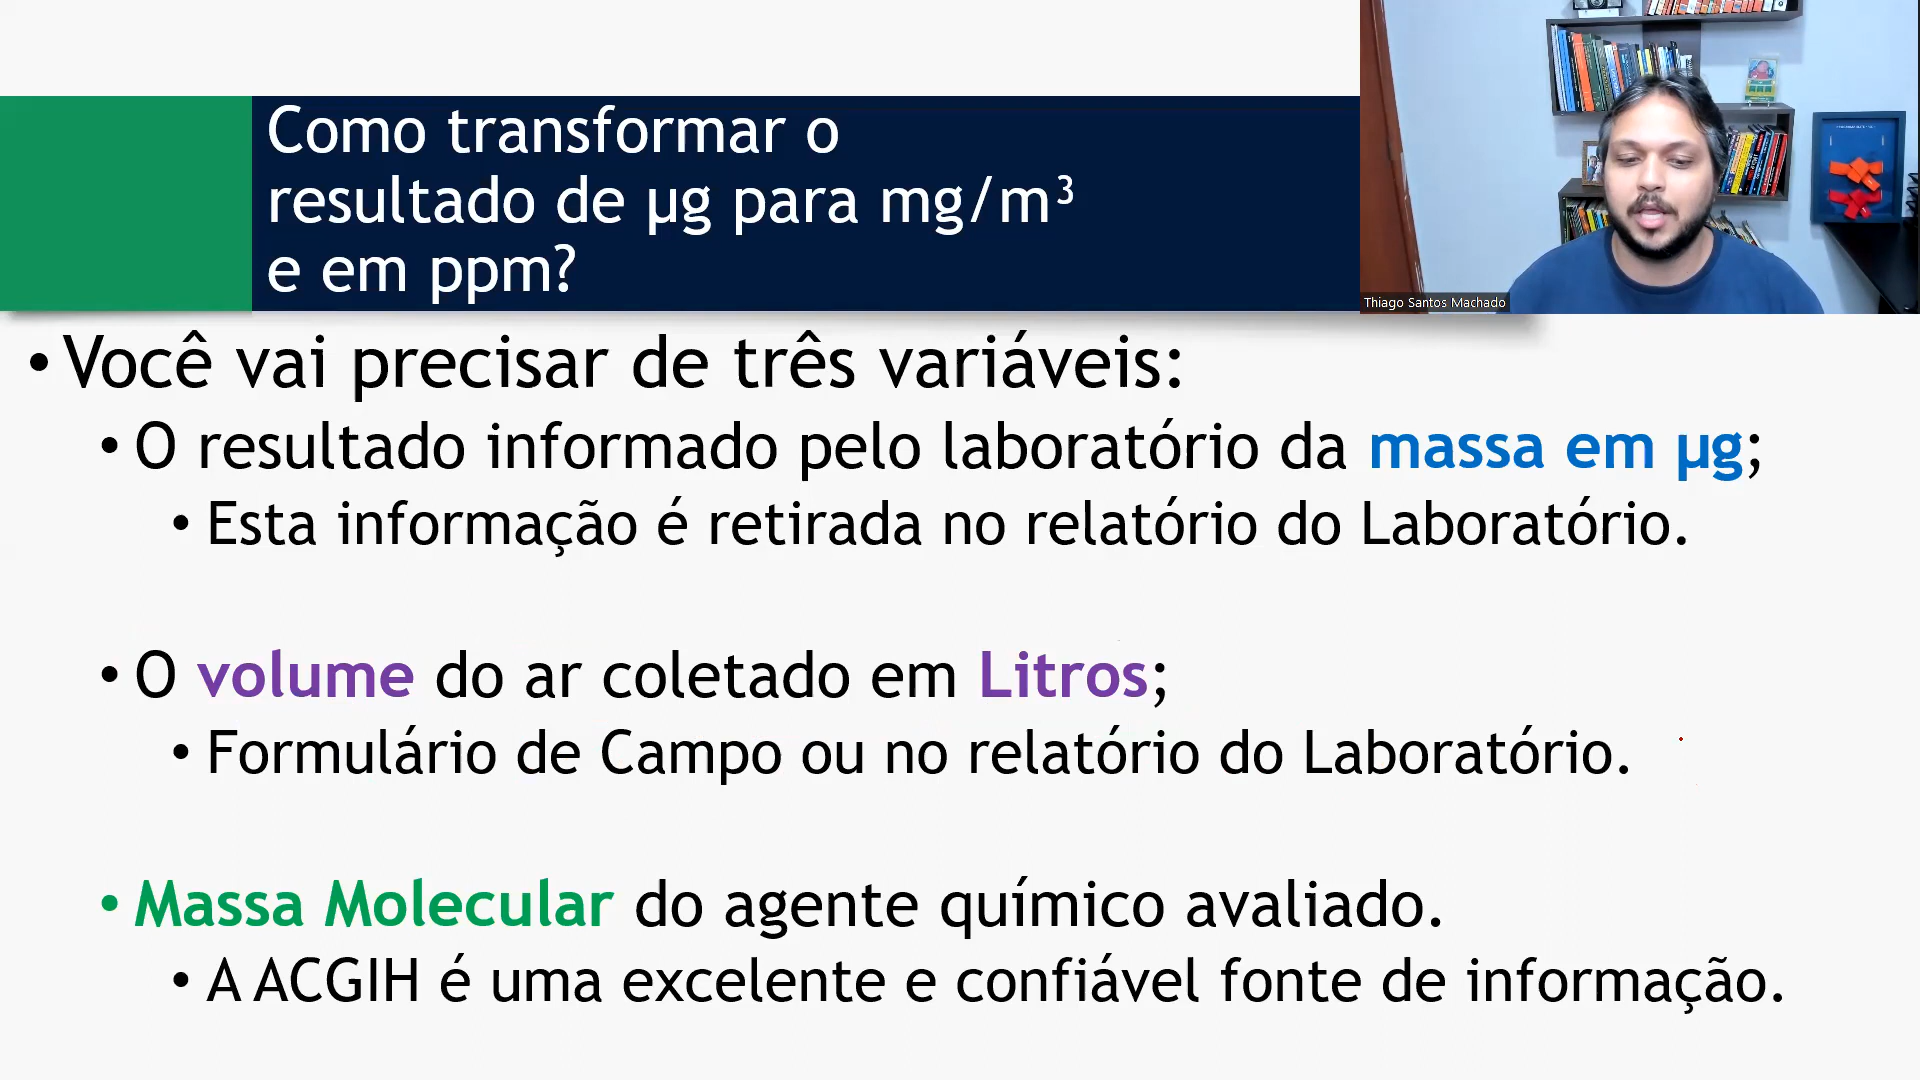 Como transformar o
resultado de µg para mg/m³
e em ppm?
Thiago Santos Machado
• Você vai precisar de três variáveis:
• O resultado informado pelo laboratório da massa em µg;
• Esta informação é retirada no relatório do Laboratório.
• O volume do ar coletado em Litros;
• Formulário de Campo ou no relatório do Laboratório.
• Massa Molecular do agente químico avaliado.
• A ACGIH é uma excelente e confiável fonte de informação.